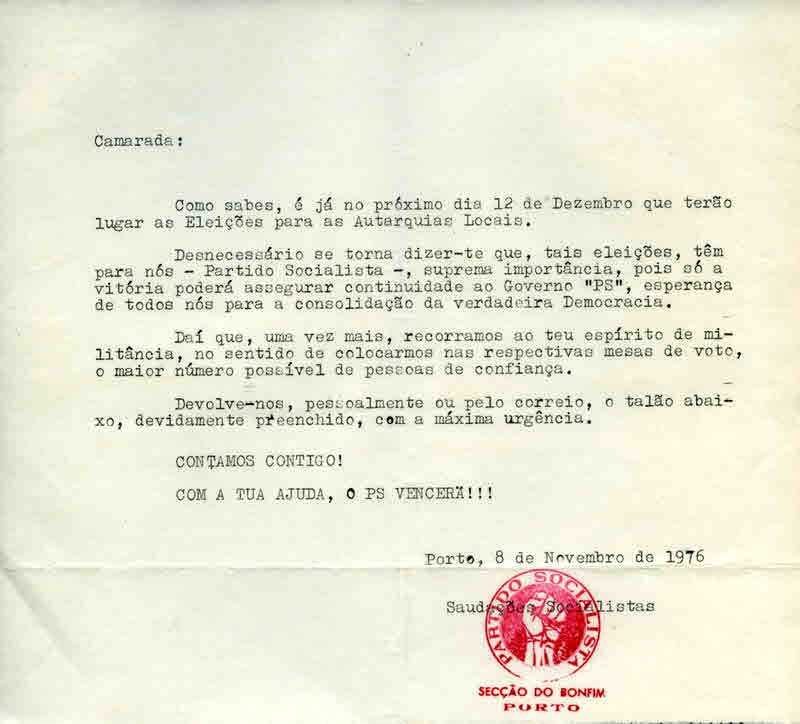 Camarada:
Como sabes, é já no próximo dia 12 de Dezembro que terão
lugar as Eleições para as Autarquias Locais.
Desnecessário se torna dizer-te que, tais eleições, têm
para nós - Partido Socialista -, suprema importância, pois só a
vitória poderá assegurar continuidade ao Governo "PS", esperança
de todos nós para a consolidação da verdadeira Democracia.
Daí que, uma vez mais, recorramos ao teu espírito de mi-
litância, no sentido de colocarmos nas respectivas mesas de voto,
o maior número possível de pessoas de confiança.
Devolve-nos, pessoalmente ou pelo correio, o talão abai-
xo, devidamente preenchido, com a máxima urgência.
CONTAMOS CONTIGO!
COM A TUA AJUDA, O PS VENCERÃ!!!
Porto, 8 de Novembro de 1976
Saudações Socialistas
PARTIDO SOCIALISTA
SECÇÃO DO BONFIM
PORTO